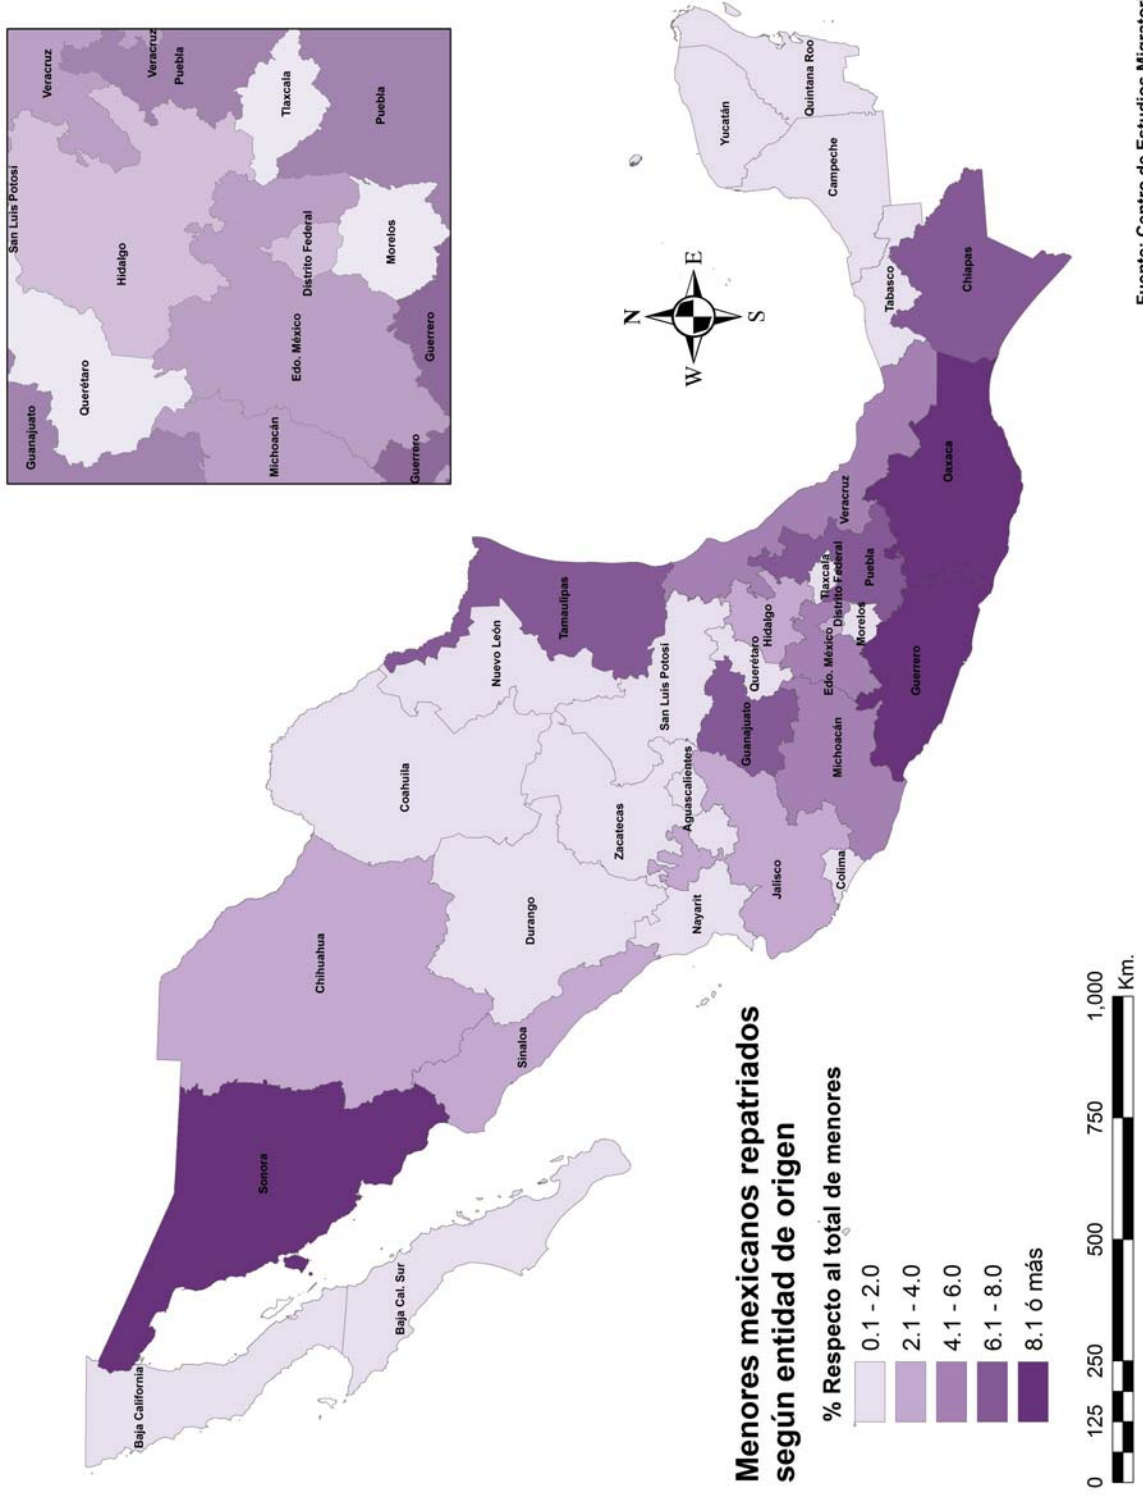 San Luis Potosí
Veracruz
Veracruz
Puebla
Guanajuato
Querétaro
Hidalgo
Tlaxcala
Puebla
Michoacán
Edo. México
Distrito Federal
Morelos
Guerrero
Guerrero
Baja California
Sonora
Chihuahua
Coahuila
Baja Cal. Sur
Sinaloa
Durango
Nuevo León
Tamaulipas
Zacatecas
San Luis Potosí
Nayarit
Aguascalientes
Guanajuato
Querétaro
Hidalgo
Jalisco
Colima
Michoacán
Edo. México
Distrito Federal
Tlaxcala
Morelos
Puebla
Veracruz
Guerrero
Oaxaca
Tabasco
Chiapas
Campeche
Yucatán
Quintana Roo
N
W
E
S
Menores mexicanos repatriados
según entidad de origen
% Respecto al total de menores
0.1 - 2.0
2.1 - 4.0
4.1 - 6.0
6.1 - 8.0
8.1 ó más
0 125 250 500 750 1,000
Km.
Fuente: Centro de Estudios